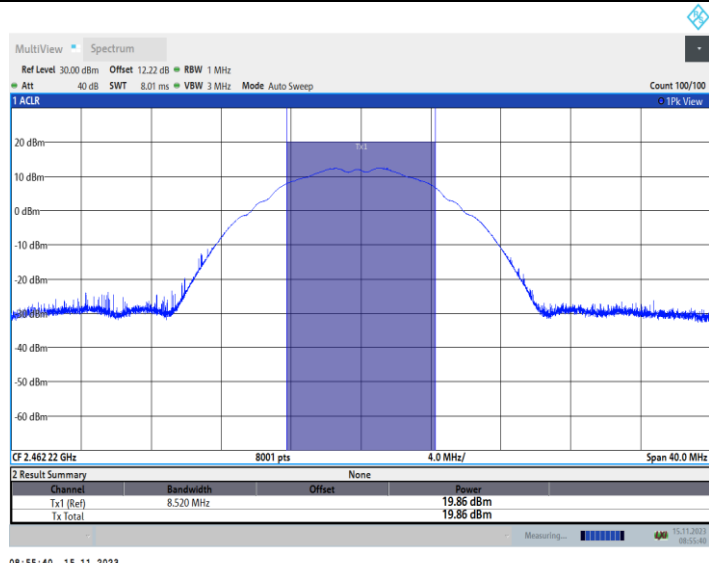 MultiView Spectrum
Ref Level 30.00 dBm Offset 12.22 dB RBW 1 MHz
Att 40 dB SWT 8.01 ms VBW 3 MHz Mode Auto Sweep Count 100/100
1 ACLR 1Pk View
Tx1
20 dBm
10 dBm
0 dBm
-10 dBm
-20 dBm
-30 dBm
-40 dBm
-50 dBm
-60 dBm
CF 2.462 22 GHz 8001 pts 4.0 MHz/ Span 40.0 MHz
2 Result Summary None
Channel Bandwidth Offset Power
Tx1 (Ref) 8.520 MHz 19.86 dBm
Tx Total 19.86 dBm
Measuring... 15.11.2023
08:55:40
08:55:40 15.11.2023